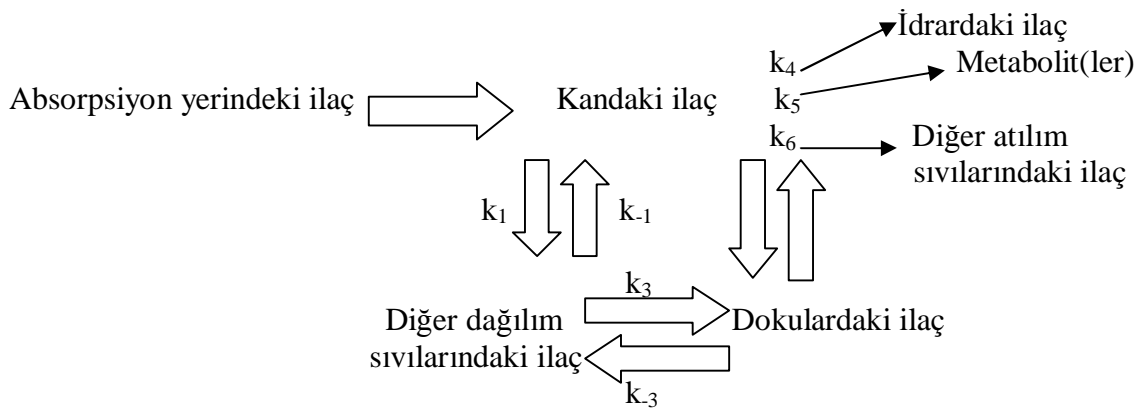 İdrardaki ilaç
k4
Metabolit(ler)
Absorpsiyon yerindeki ilaç
Kandaki ilaç
k5
k6
Diğer atılım
sıvılarındaki ilaç
k1
k-1
k3
Diğer dağılım
sıvılarındaki ilaç
Dokulardaki ilaç
k-3